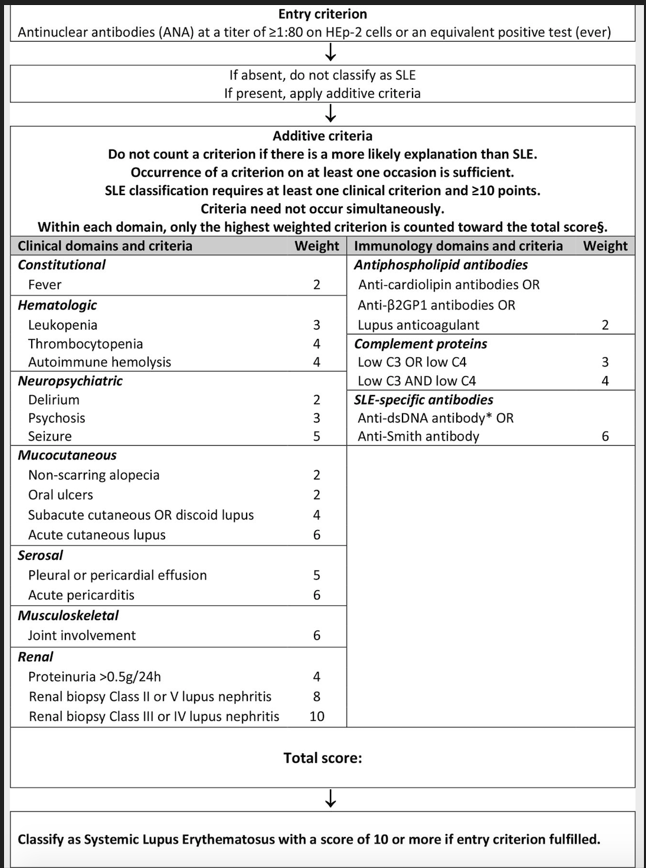 Entry criterion
Antinuclear antibodies (ANA) at a titer of ≥1:80 on HEp-2 cells or an equivalent positive test (ever)
↓
If absent, do not classify as SLE
If present, apply additive criteria
↓
Additive criteria
Do not count a criterion if there is a more likely explanation than SLE.
Occurrence of a criterion on at least one occasion is sufficient.
SLE classification requires at least one clinical criterion and ≥10 points.
Criteria need not occur simultaneously.
Within each domain, only the highest weighted criterion is counted toward the total score§.
Clinical domains and criteria Weight
Constitutional
Fever 2
Hematologic
Leukopenia 3
Thrombocytopenia 4
Autoimmune hemolysis 4
Neuropsychiatric
Delirium 2
Psychosis 3
Seizure 5
Mucocutaneous
Non-scarring alopecia 2
Oral ulcers 2
Subacute cutaneous OR discoid lupus 4
Acute cutaneous lupus 6
Serosal
Pleural or pericardial effusion 5
Acute pericarditis 6
Musculoskeletal
Joint involvement 6
Renal
Proteinuria >0.5g/24h 4
Renal biopsy Class II or V lupus nephritis 8
Renal biopsy Class III or IV lupus nephritis 10
Immunology domains and criteria Weight
Antiphospholipid antibodies
Anti-cardiolipin antibodies OR
Anti-β2GP1 antibodies OR
Lupus anticoagulant 2
Complement proteins
Low C3 OR low C4 3
Low C3 AND low C4 4
SLE-specific antibodies
Anti-dsDNA antibody* OR
Anti-Smith antibody 6
Total score:
↓
Classify as Systemic Lupus Erythematosus with a score of 10 or more if entry criterion fulfilled.